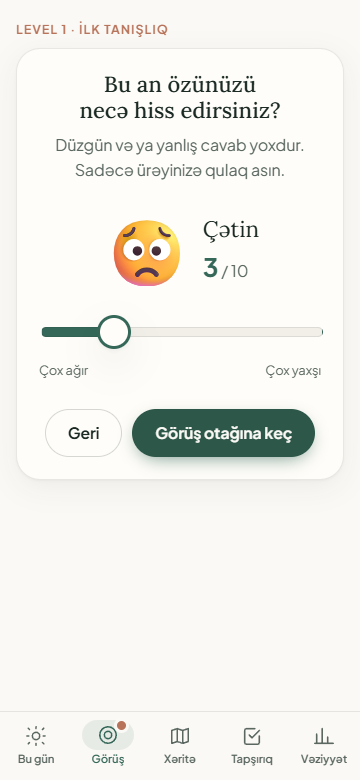 LEVEL 1 · İLK TANIŞLIQ
Bu an özünüzü
necə hiss edirsiniz?
Düzgün və ya yanlış cavab yoxdur.
Sadəcə ürəyinizə qulaq asın.
Çətin
3 / 10
Çox ağır
Çox yaxşı
Geri
Görüş otağına keç
Bu gün
Görüş
Xəritə
Tapşırıq
Vəziyyət